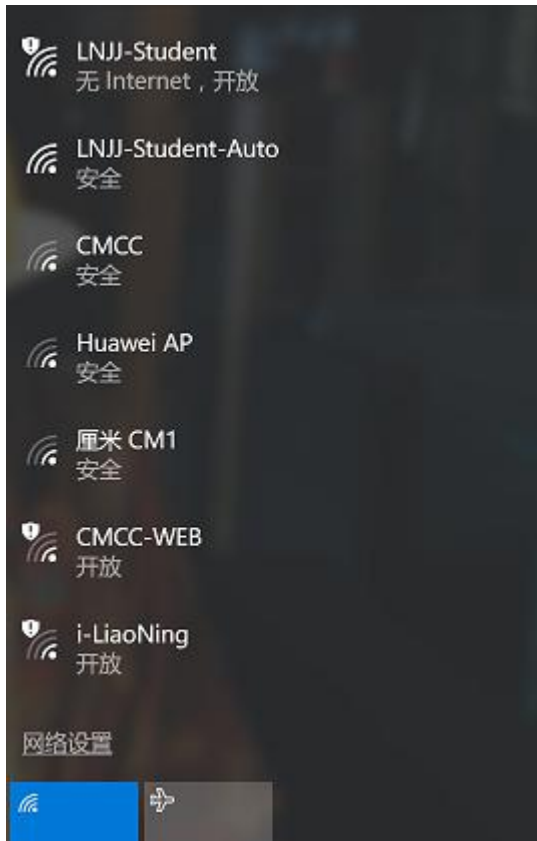 LNJJ-Student
无 Internet，开放
LNJJ-Student-Auto
安全
CMCC
安全
Huawei AP
安全
厘米 CM1
安全
CMCC-WEB
开放
i-LiaoNing
开放
网络设置